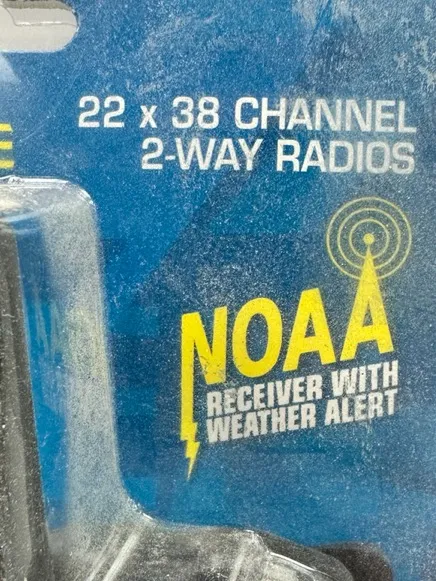 22 x 38 CHANNEL
2-WAY RADIOS
NOAA
RECEIVER WITH
WEATHER ALERT